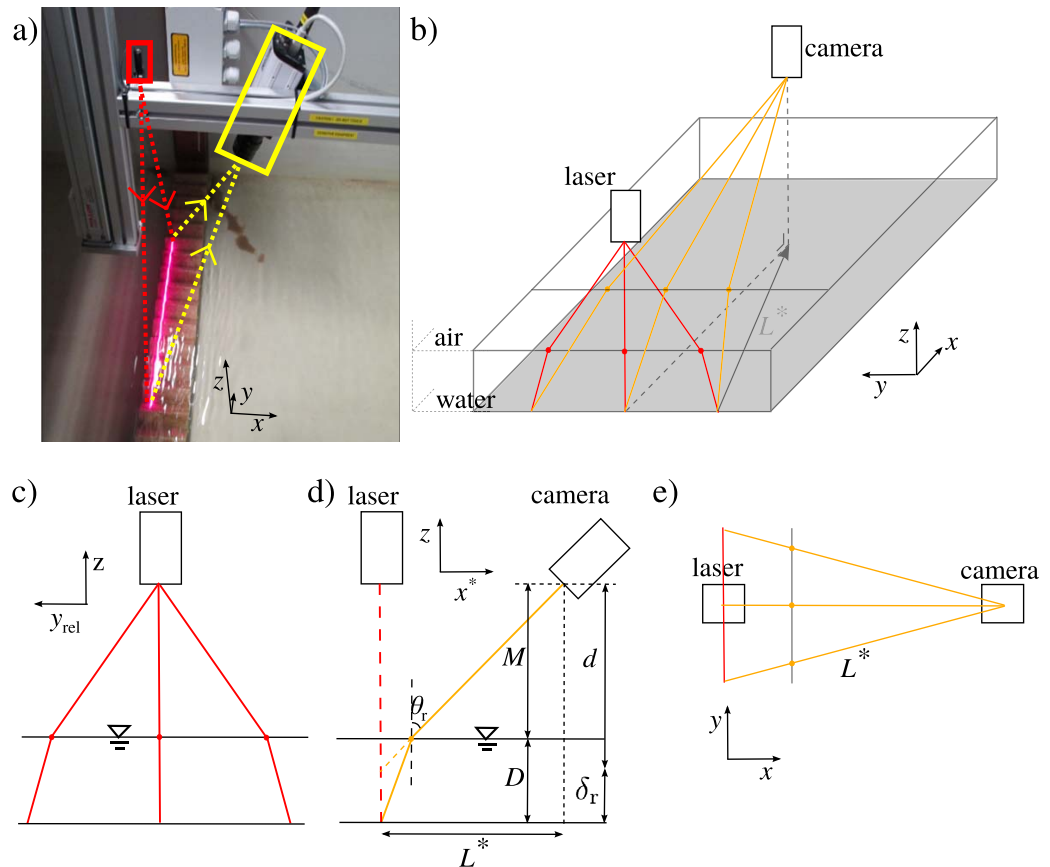 a)
z
y
x
b)
camera
laser
air
water
L*
z
x
y
c)
laser
z
y_rel
d)
laser
camera
z
x*
M
d
θ_r
D
δ_r
L*
e)
laser
camera
L*
y
x